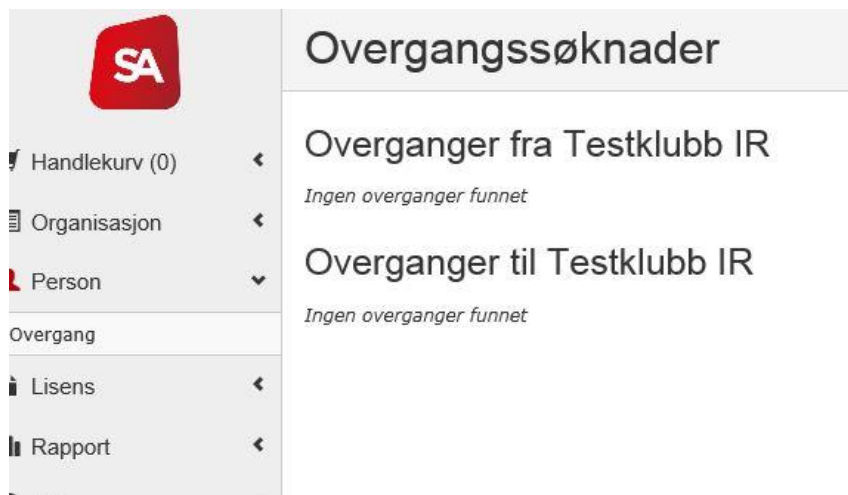 SA
Handlekurv (0)
Organisasjon
Person
Overgang
Lisens
Rapport
Overgangssøknader
Overganger fra Testklubb IR
Ingen overganger funnet
Overganger til Testklubb IR
Ingen overganger funnet